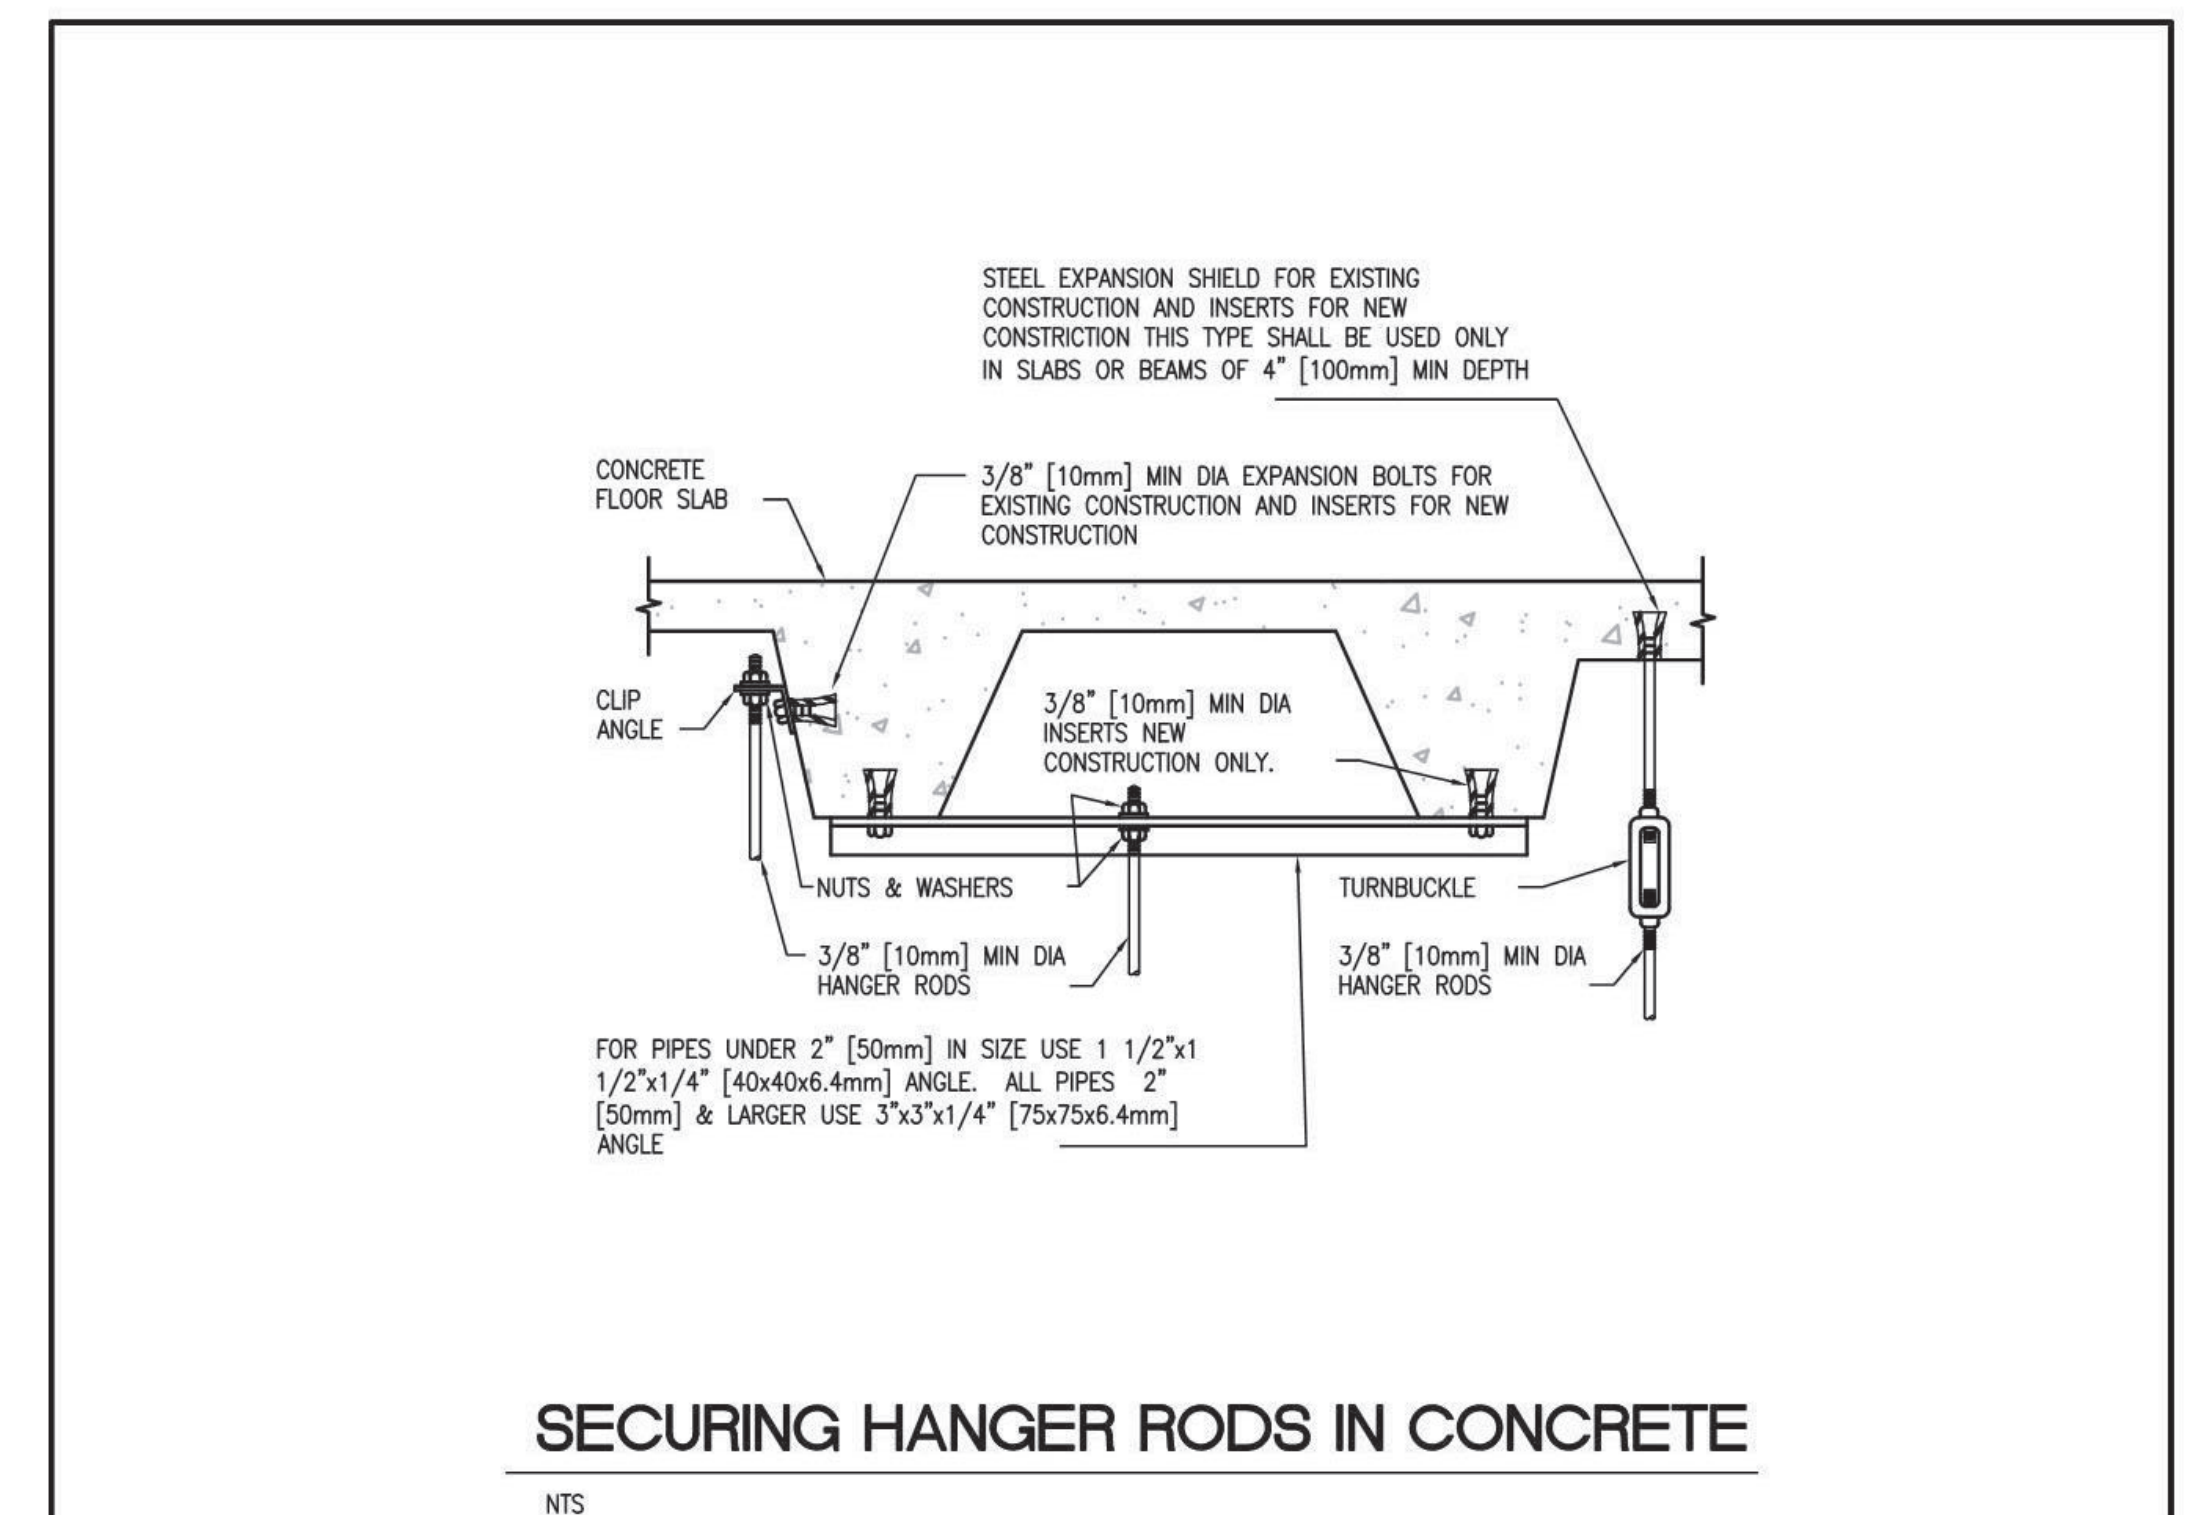 STEEL EXPANSION SHIELD FOR EXISTING
CONSTRUCTION AND INSERTS FOR NEW
CONSTRICTION THIS TYPE SHALL BE USED ONLY
IN SLABS OR BEAMS OF 4" [100mm] MIN DEPTH
CONCRETE
FLOOR SLAB
3/8" [10mm] MIN DIA EXPANSION BOLTS FOR
EXISTING CONSTRUCTION AND INSERTS FOR NEW
CONSTRUCTION
CLIP
ANGLE
3/8" [10mm] MIN DIA
INSERTS NEW
CONSTRUCTION ONLY.
NUTS & WASHERS
TURNBUCKLE
3/8" [10mm] MIN DIA
HANGER RODS
3/8" [10mm] MIN DIA
HANGER RODS
FOR PIPES UNDER 2" [50mm] IN SIZE USE 1 1/2"x1
1/2"x1/4" [40x40x6.4mm] ANGLE. ALL PIPES 2"
[50mm] & LARGER USE 3"x3"x1/4" [75x75x6.4mm]
ANGLE
SECURING HANGER RODS IN CONCRETE
NTS